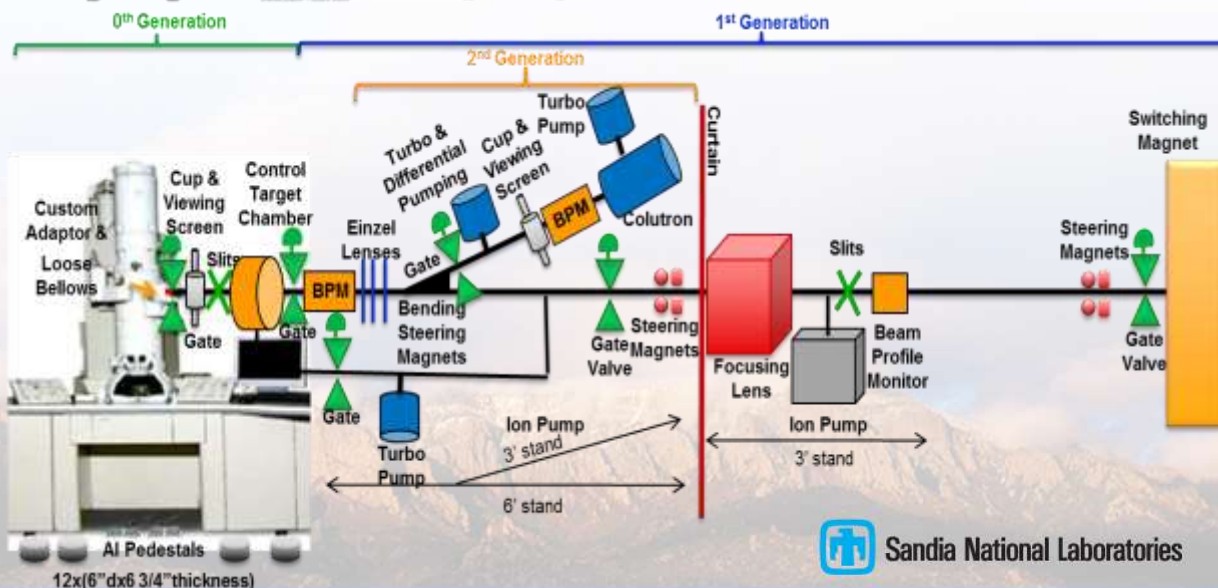 0th Generation
1st Generation
2nd Generation
Turbo
Pump
Curtain
Switching
Magnet
Turbo &
Differential
Pumping
Cup &
Viewing
Screen
Control
Target
Chamber
Cup &
Viewing
Screen
Custom
Adaptor &
Loose
Bellows
Slits
Einzel
Lenses
BPM
Colutron
Gate
BPM
Gate
Gate
Bending
Steering
Magnets
Gate
Valve
Steering
Magnets
Focusing
Lens
Slits
Beam
Profile
Monitor
Steering
Magnets
Gate
Valve
Gate
Turbo
Pump
Ion Pump
3' stand
6' stand
Ion Pump
3' stand
Al Pedestals
12x(6"dx6 3/4"thickness)
Sandia National Laboratories